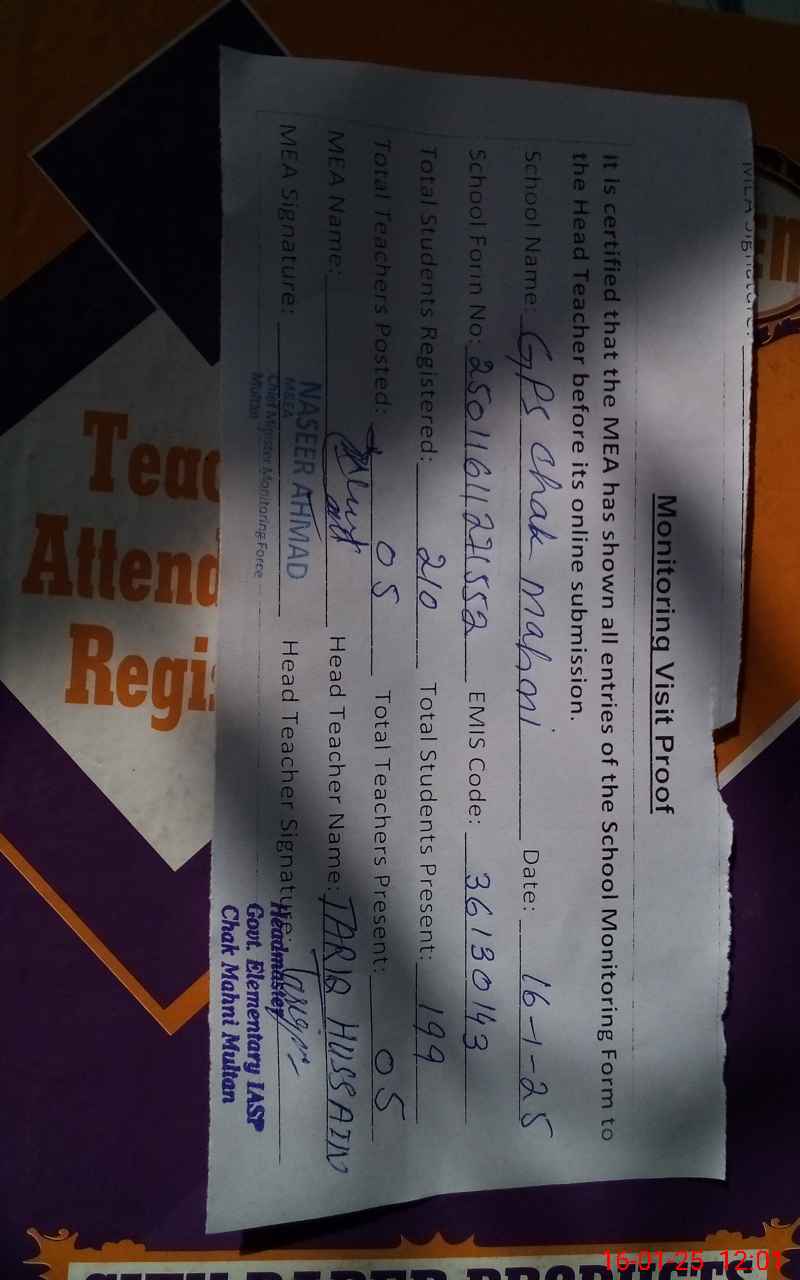 Monitoring Visit Proof
It is certified that the MEA has shown all entries of the School Monitoring Form to
the Head Teacher before its online submission.
School Name: GPS Chak Mahni Date: 16-1-25
School Form No: 250116112271552 EMIS Code: 36130143
Total Students Registered: 210 Total Students Present: 199
Total Teachers Posted: 05 Total Teachers Present: 05
MEA Name: Head Teacher Name: TARIQ HUSSAIN
MEA Signature: Head Teacher Signature:
NASEER AHMAD
M&EA
Chief Minister Monitoring Force
Multan
Headmaster
Govt. Elementary IASP
Chak Mahni Multan
MEA Signature:
Teac
Attend
Regi
16-01-25 12:01